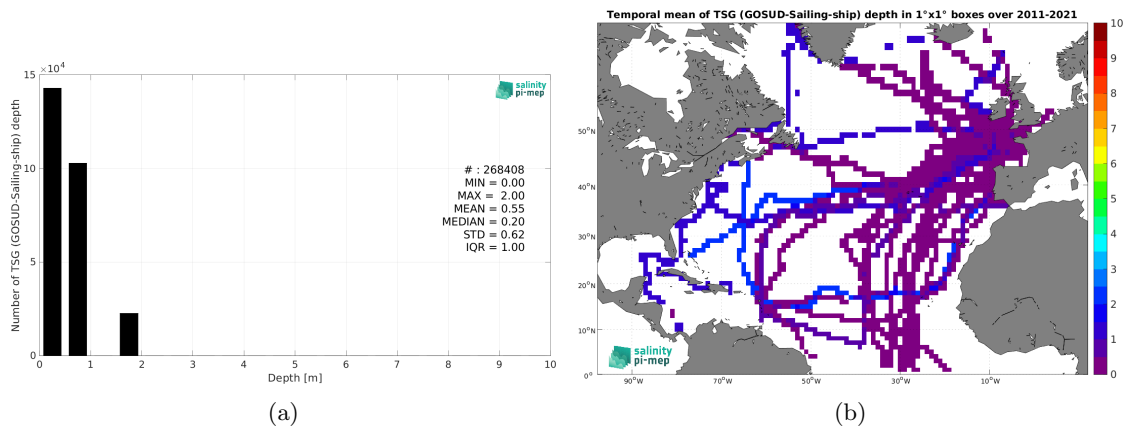 ×10⁴
15
10
5
0
Number of TSG (GOSUD-Sailing-ship) depth
0 1 2 3 4 5 6 7 8 9 10
Depth [m]
salinity
pi-mep
# : 268408
MIN = 0.00
MAX = 2.00
MEAN = 0.55
MEDIAN = 0.20
STD = 0.62
IQR = 1.00
(a)
Temporal mean of TSG (GOSUD-Sailing-ship) depth in 1°x1° boxes over 2011-2021
50°N
40°N
30°N
20°N
10°N
0°
90°W 70°W 50°W 30°W 10°W
salinity
pi-mep
10
9
8
7
6
5
4
3
2
1
0
(b)